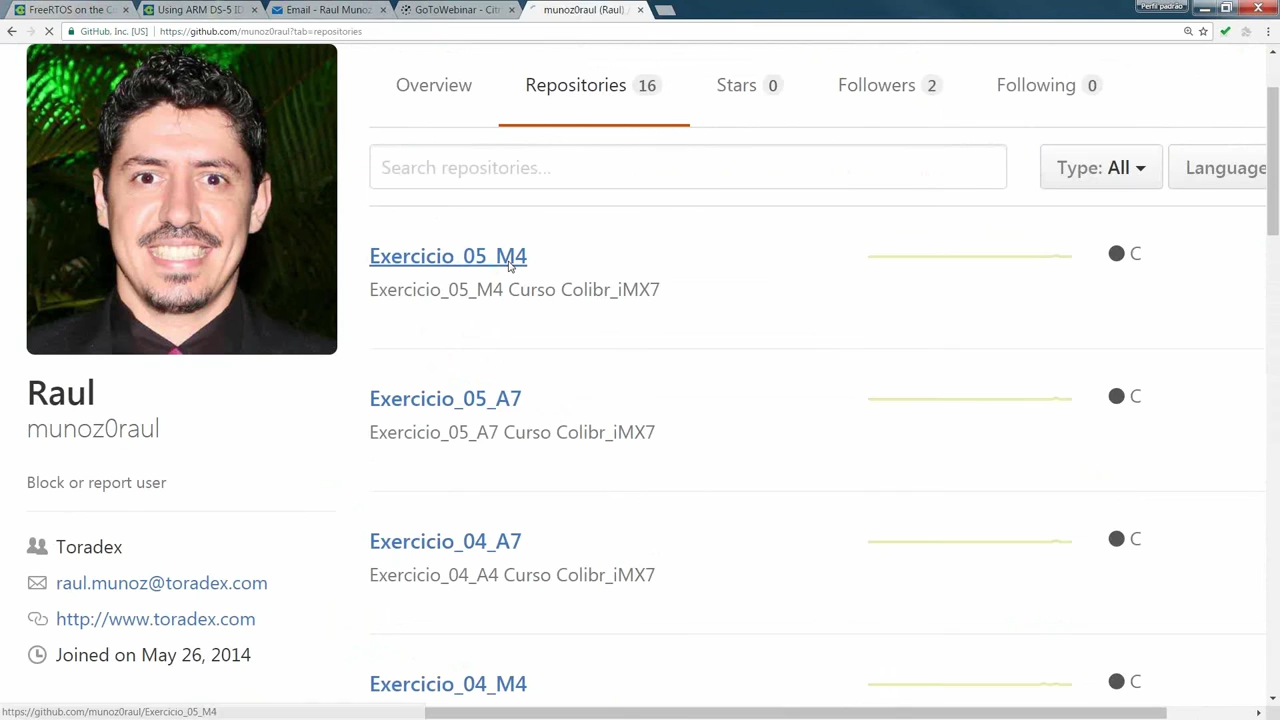 FreeRTOS on the C
Using ARM DS-5 ID
Email - Raul Munoz
GoToWebinar - Citr
munoz0raul (Raul)
Perfil padrão
GitHub, Inc. [US]
https://github.com/munoz0raul?tab=repositories
Overview
Repositories 16
Stars 0
Followers 2
Following 0
Search repositories...
Type: All
Language
Exercicio_05_M4
C
Exercicio_05_M4 Curso Colibr_iMX7
Exercicio_05_A7
C
Exercicio_05_A7 Curso Colibr_iMX7
Exercicio_04_A7
C
Exercicio_04_A4 Curso Colibr_iMX7
Exercicio_04_M4
C
Raul
munoz0raul
Block or report user
Toradex
raul.munoz@toradex.com
http://www.toradex.com
Joined on May 26, 2014
https://github.com/munoz0raul/Exercicio_05_M4